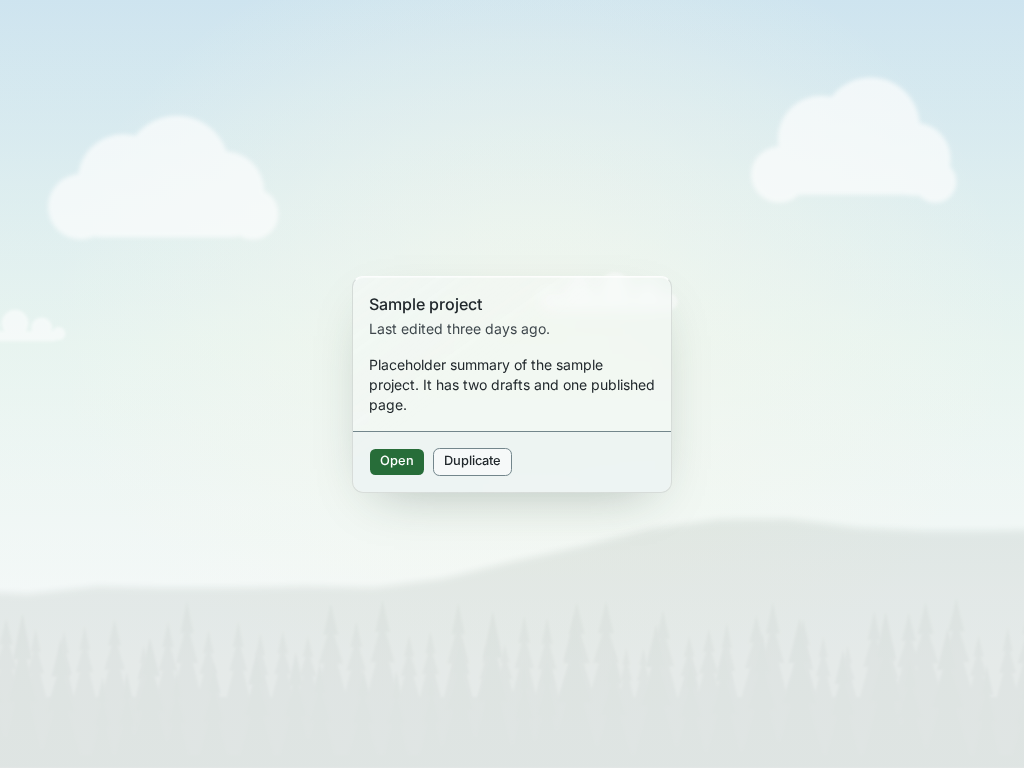 Sample project
Last edited three days ago.
Placeholder summary of the sample
project. It has two drafts and one published
page.
Open
Duplicate